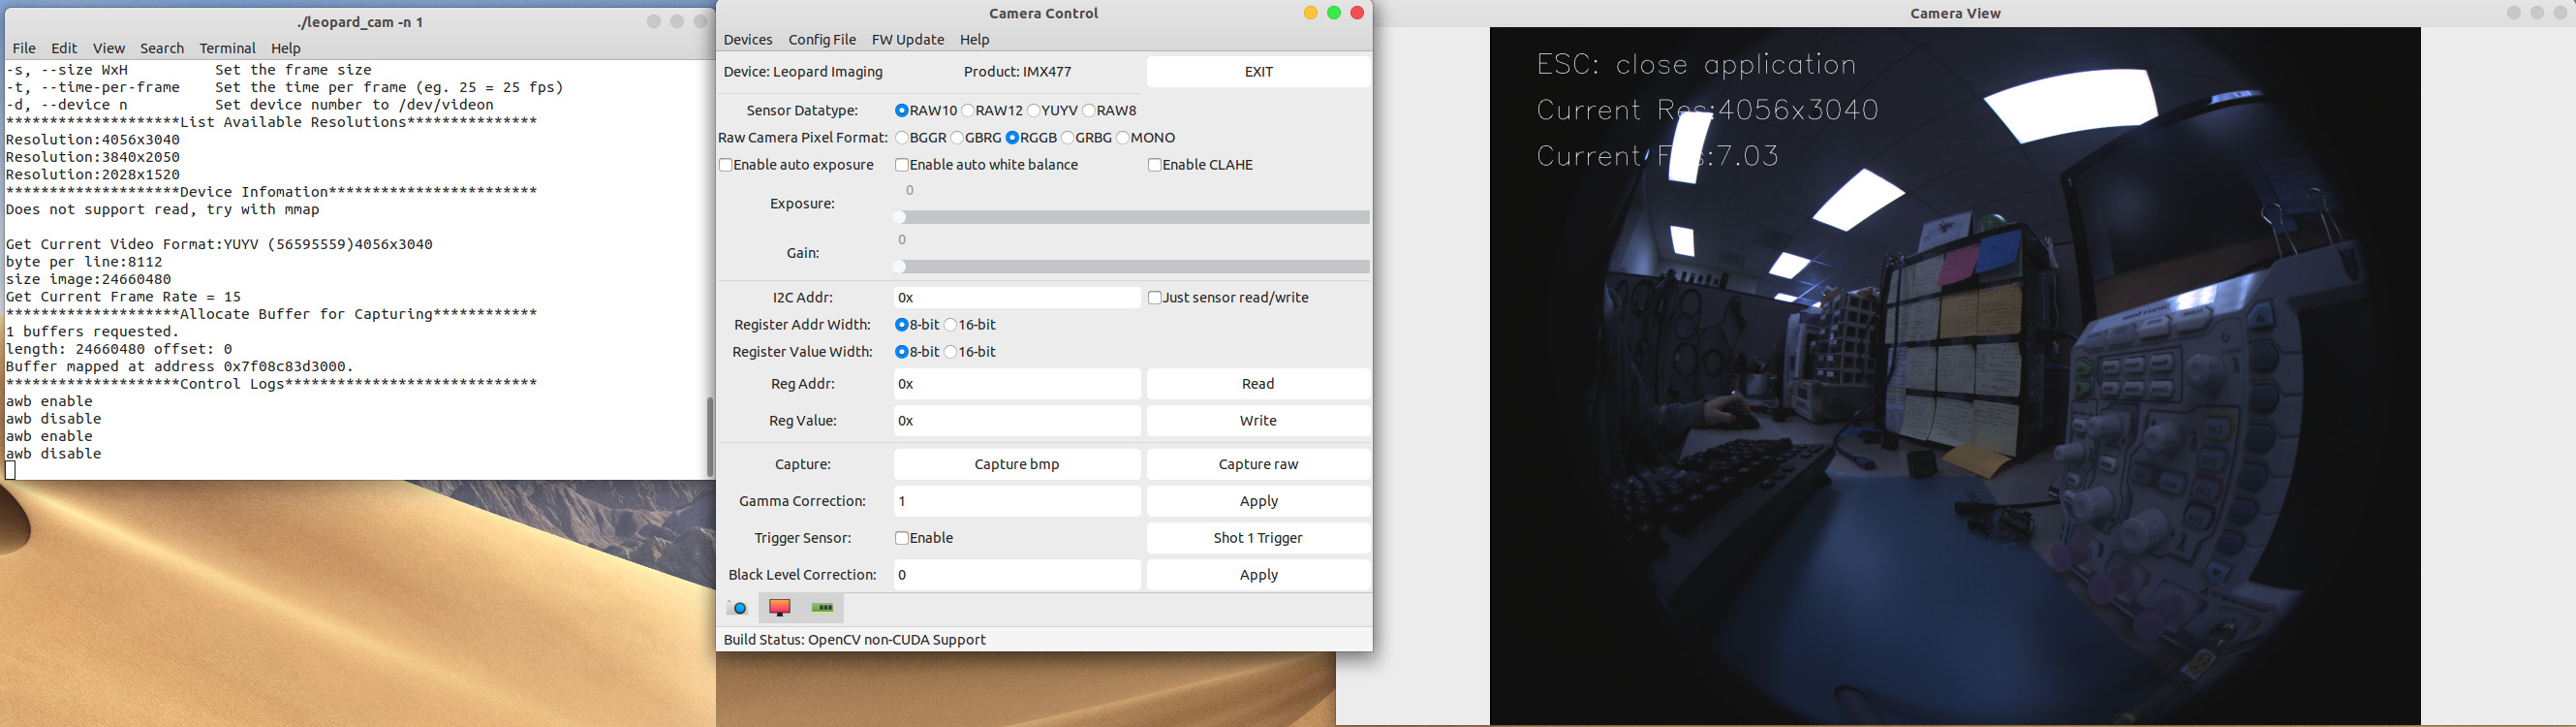 ./leopard_cam -n 1
File Edit View Search Terminal Help
-s, --size WxH Set the frame size
-t, --time-per-frame Set the time per frame (eg. 25 = 25 fps)
-d, --device n Set device number to /dev/videon
********************List Available Resolutions***************
Resolution:4056x3040
Resolution:3840x2050
Resolution:2028x1520
********************Device Infomation************************
Does not support read, try with mmap
Get Current Video Format:YUYV (56595559)4056x3040
byte per line:8112
size image:24660480
Get Current Frame Rate = 15
********************Allocate Buffer for Capturing************
1 buffers requested.
length: 24660480 offset: 0
Buffer mapped at address 0x7f08c83d3000.
********************Control Logs*****************************
awb enable
awb disable
awb enable
awb disable
Camera Control
Devices Config File FW Update Help
Device: Leopard Imaging Product: IMX477 EXIT
Sensor Datatype: RAW10 RAW12 YUYV RAW8
Raw Camera Pixel Format: BGGR GBRG RGGB GRBG MONO
Enable auto exposure Enable auto white balance Enable CLAHE
0
Exposure:
0
Gain:
I2C Addr: 0x Just sensor read/write
Register Addr Width: 8-bit 16-bit
Register Value Width: 8-bit 16-bit
Reg Addr: 0x Read
Reg Value: 0x Write
Capture: Capture bmp Capture raw
Gamma Correction: 1 Apply
Trigger Sensor: Enable Shot 1 Trigger
Black Level Correction: 0 Apply
Build Status: OpenCV non-CUDA Support
Camera View
ESC: close application
Current Res:4056x3040
Current Fps:7.03